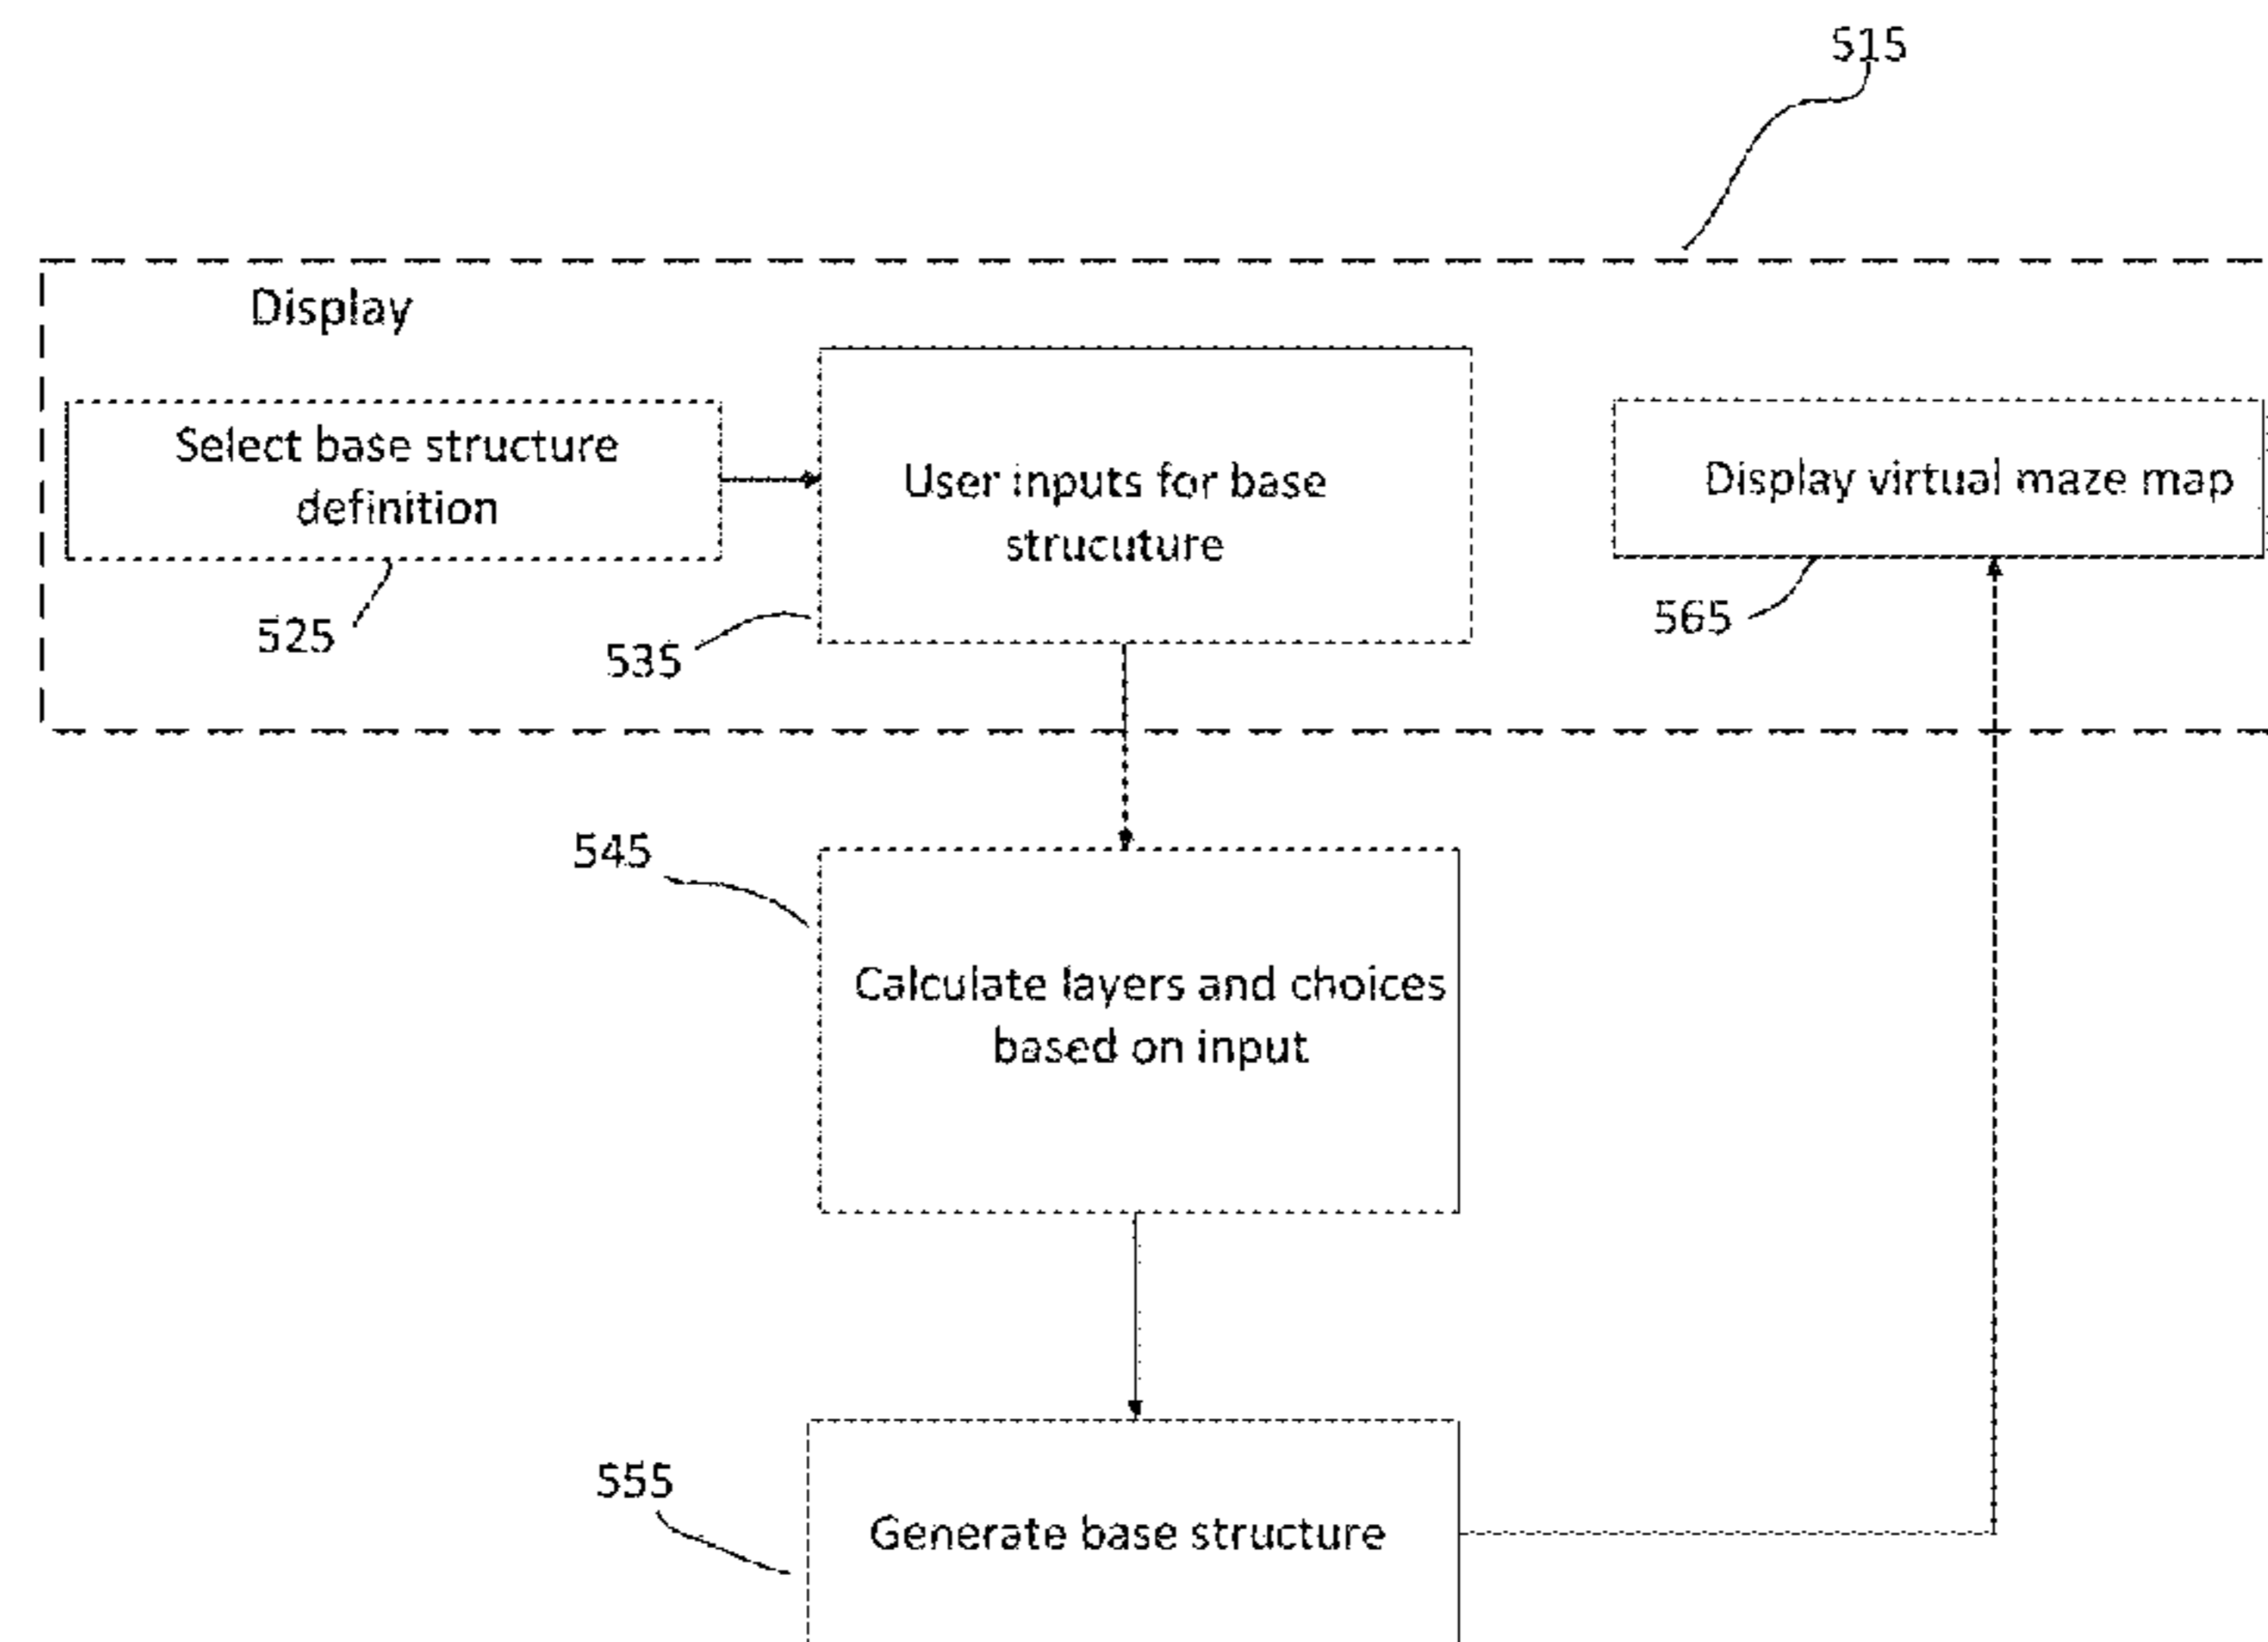 515
Display
Select base structure
definition
User inputs for base
strucuture
Display virtual maze map
525
535
565
545
Calculate layers and choices
based on input
555
Generate base structure